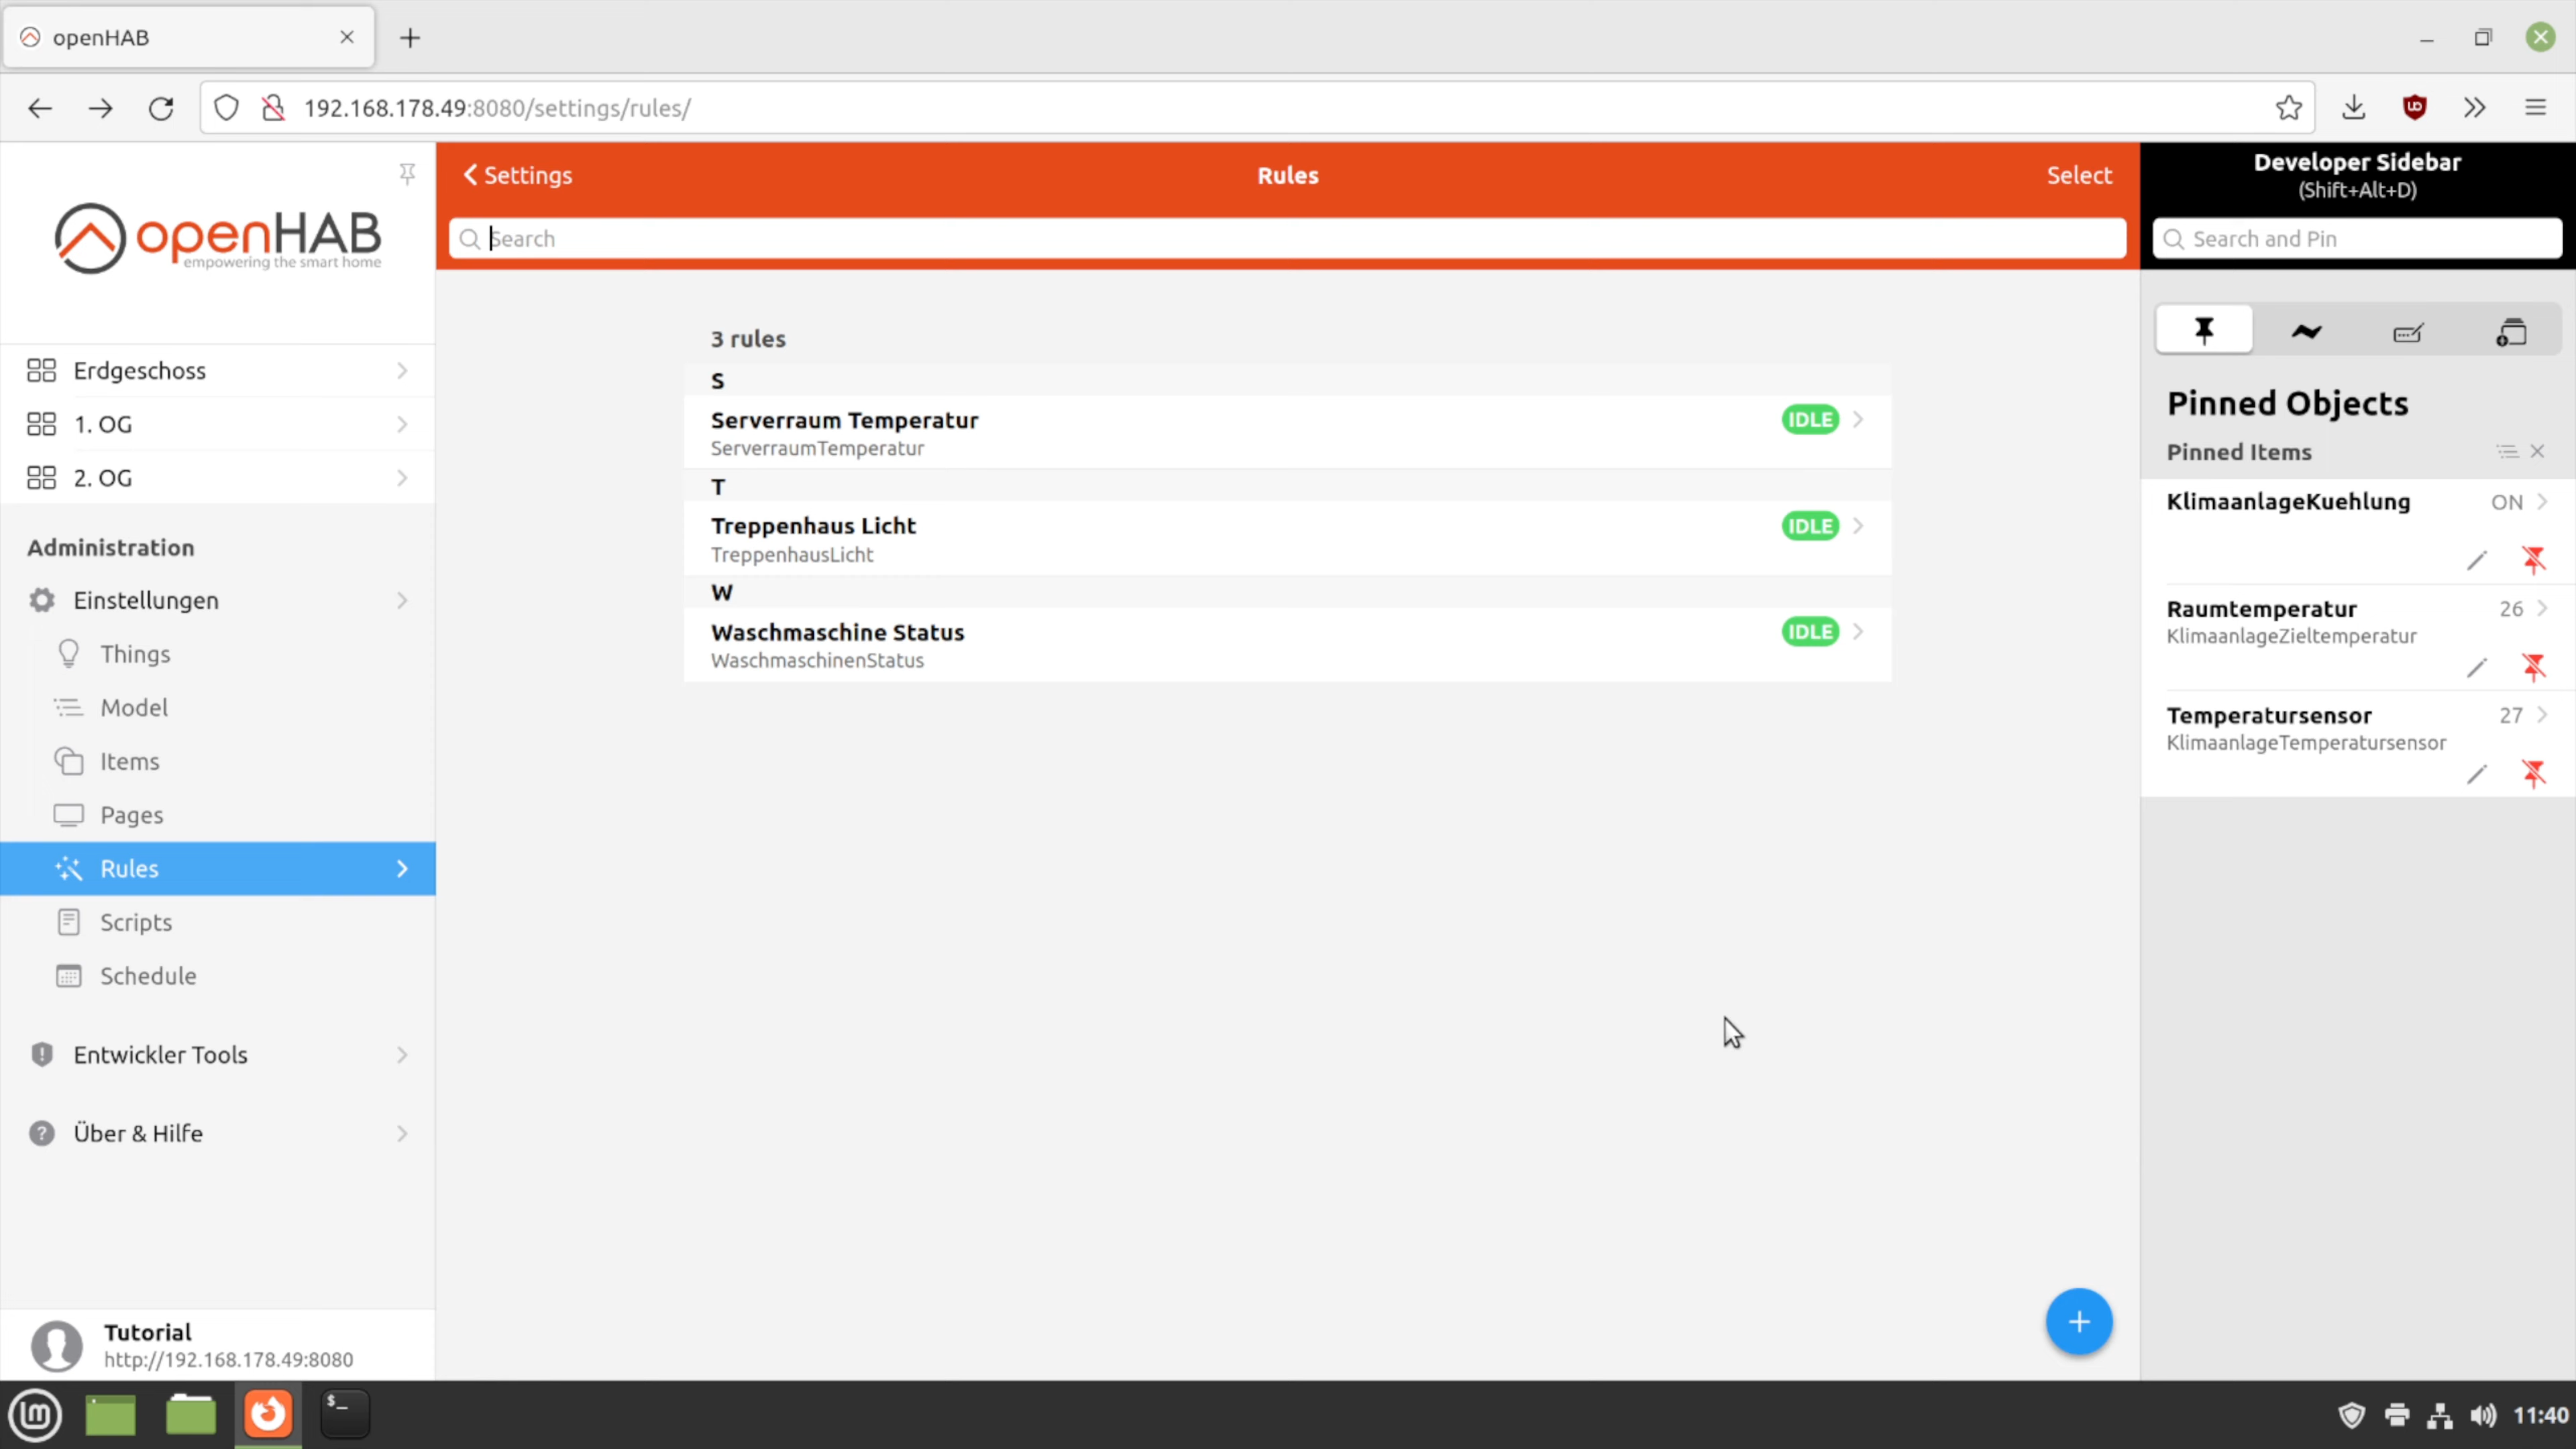 openHAB
192.168.178.49:8080/settings/rules/
openHAB
empowering the smart home
Erdgeschoss
1. OG
2. OG
Administration
Einstellungen
Things
Model
Items
Pages
Rules
Scripts
Schedule
Entwickler Tools
Über & Hilfe
Tutorial
http://192.168.178.49:8080
Settings
Rules
Select
Search
3 rules
S
Serverraum Temperatur
IDLE
ServerraumTemperatur
T
Treppenhaus Licht
IDLE
TreppenhausLicht
W
Waschmaschine Status
IDLE
WaschmaschinenStatus
Developer Sidebar
(Shift+Alt+D)
Search and Pin
Pinned Objects
Pinned Items
KlimaanlageKuehlung ON
Raumtemperatur 26
KlimaanlageZieltemperatur
Temperatursensor 27
KlimaanlageTemperatursensor
11:40